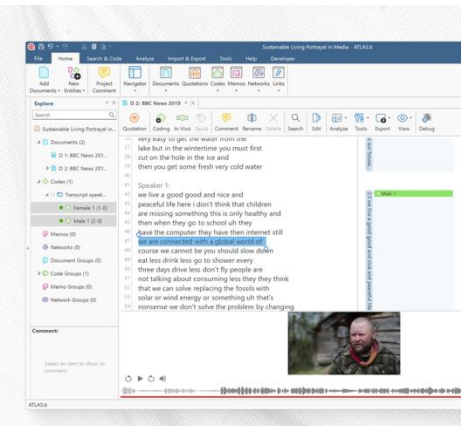 Sustainable Living Portrayal in Media - ATLAS.ti
File Home Search & Code Analyze Import & Export Tools Help Developer
Add Documents New Entities Project Comment Navigator Documents Quotations Codes Memos Networks Links
Explore
D 2: BBC News 2019
Search
Quotation Coding In Vivo Quick Comment Rename Delete Search Edit Analyze Tools Export View Debug
Sustainable Living Portrayal in...
Documents (2)
D 1: BBC News 201...
D 2: BBC News 201...
Codes (1)
Transcript speak...
Female 1 (1-0)
Male 1 (2-0)
Memos (0)
Networks (0)
Document Groups (0)
Code Groups (1)
Memo Groups (0)
Network Groups (0)
Comment:
Select an item to show its comment
very easy to get the water from the
lake but in the wintertime you must first
cut on the hole in the ice and
then you get some fresh very cold water
Speaker 1:
we live a good good and nice and
peaceful life here i don't think that children
are missing something this is only healthy and
then when they go to school uh they
have the computer they have then internet still
we are connected with a global world of
course we cannot be you should slow down
eat less drink less go to shower every
three days drive less don't fly people are
not talking about consuming less they they think
that we can solve replacing the fossils with
solar or wind energy or something uh that's
nonsense we don't solve the problem by changing
Male 1
2:2 we live a good good and nice and peaceful life
ATLAS.ti